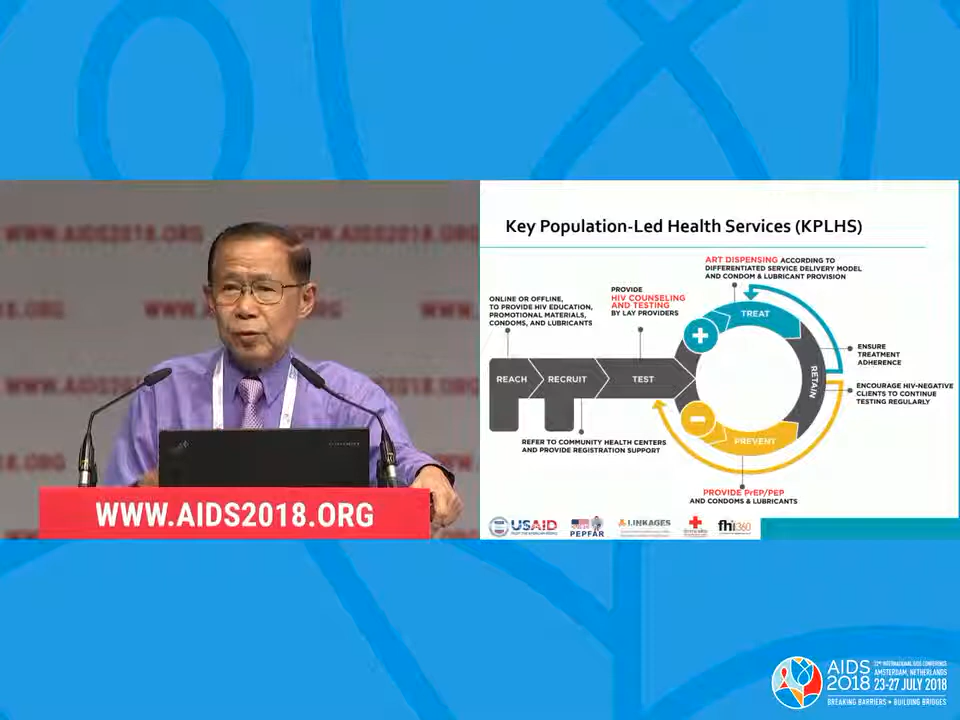 WWW.AIDS2018.ORG
WWW.AIDS2018.ORG
Key Population-Led Health Services (KPLHS)
ART DISPENSING ACCORDING TO
DIFFERENTIATED SERVICE DELIVERY MODEL
AND CONDOM & LUBRICANT PROVISION
PROVIDE
HIV COUNSELING
AND TESTING
BY LAY PROVIDERS
ONLINE OR OFFLINE,
TO PROVIDE HIV EDUCATION,
PROMOTIONAL MATERIALS,
CONDOMS, AND LUBRICANTS
TREAT
REACH
RECRUIT
TEST
RETAIN
ENSURE
TREATMENT
ADHERENCE
ENCOURAGE HIV-NEGATIVE
CLIENTS TO CONTINUE
TESTING REGULARLY
REFER TO COMMUNITY HEALTH CENTERS
AND PROVIDE REGISTRATION SUPPORT
PREVENT
PROVIDE PrEP/PEP
AND CONDOMS & LUBRICANTS
USAID
PEPFAR
LINKAGES
fhi360
AIDS
2018
22ND INTERNATIONAL AIDS CONFERENCE
AMSTERDAM, NETHERLANDS
23-27 JULY 2018
BREAKING BARRIERS • BUILDING BRIDGES